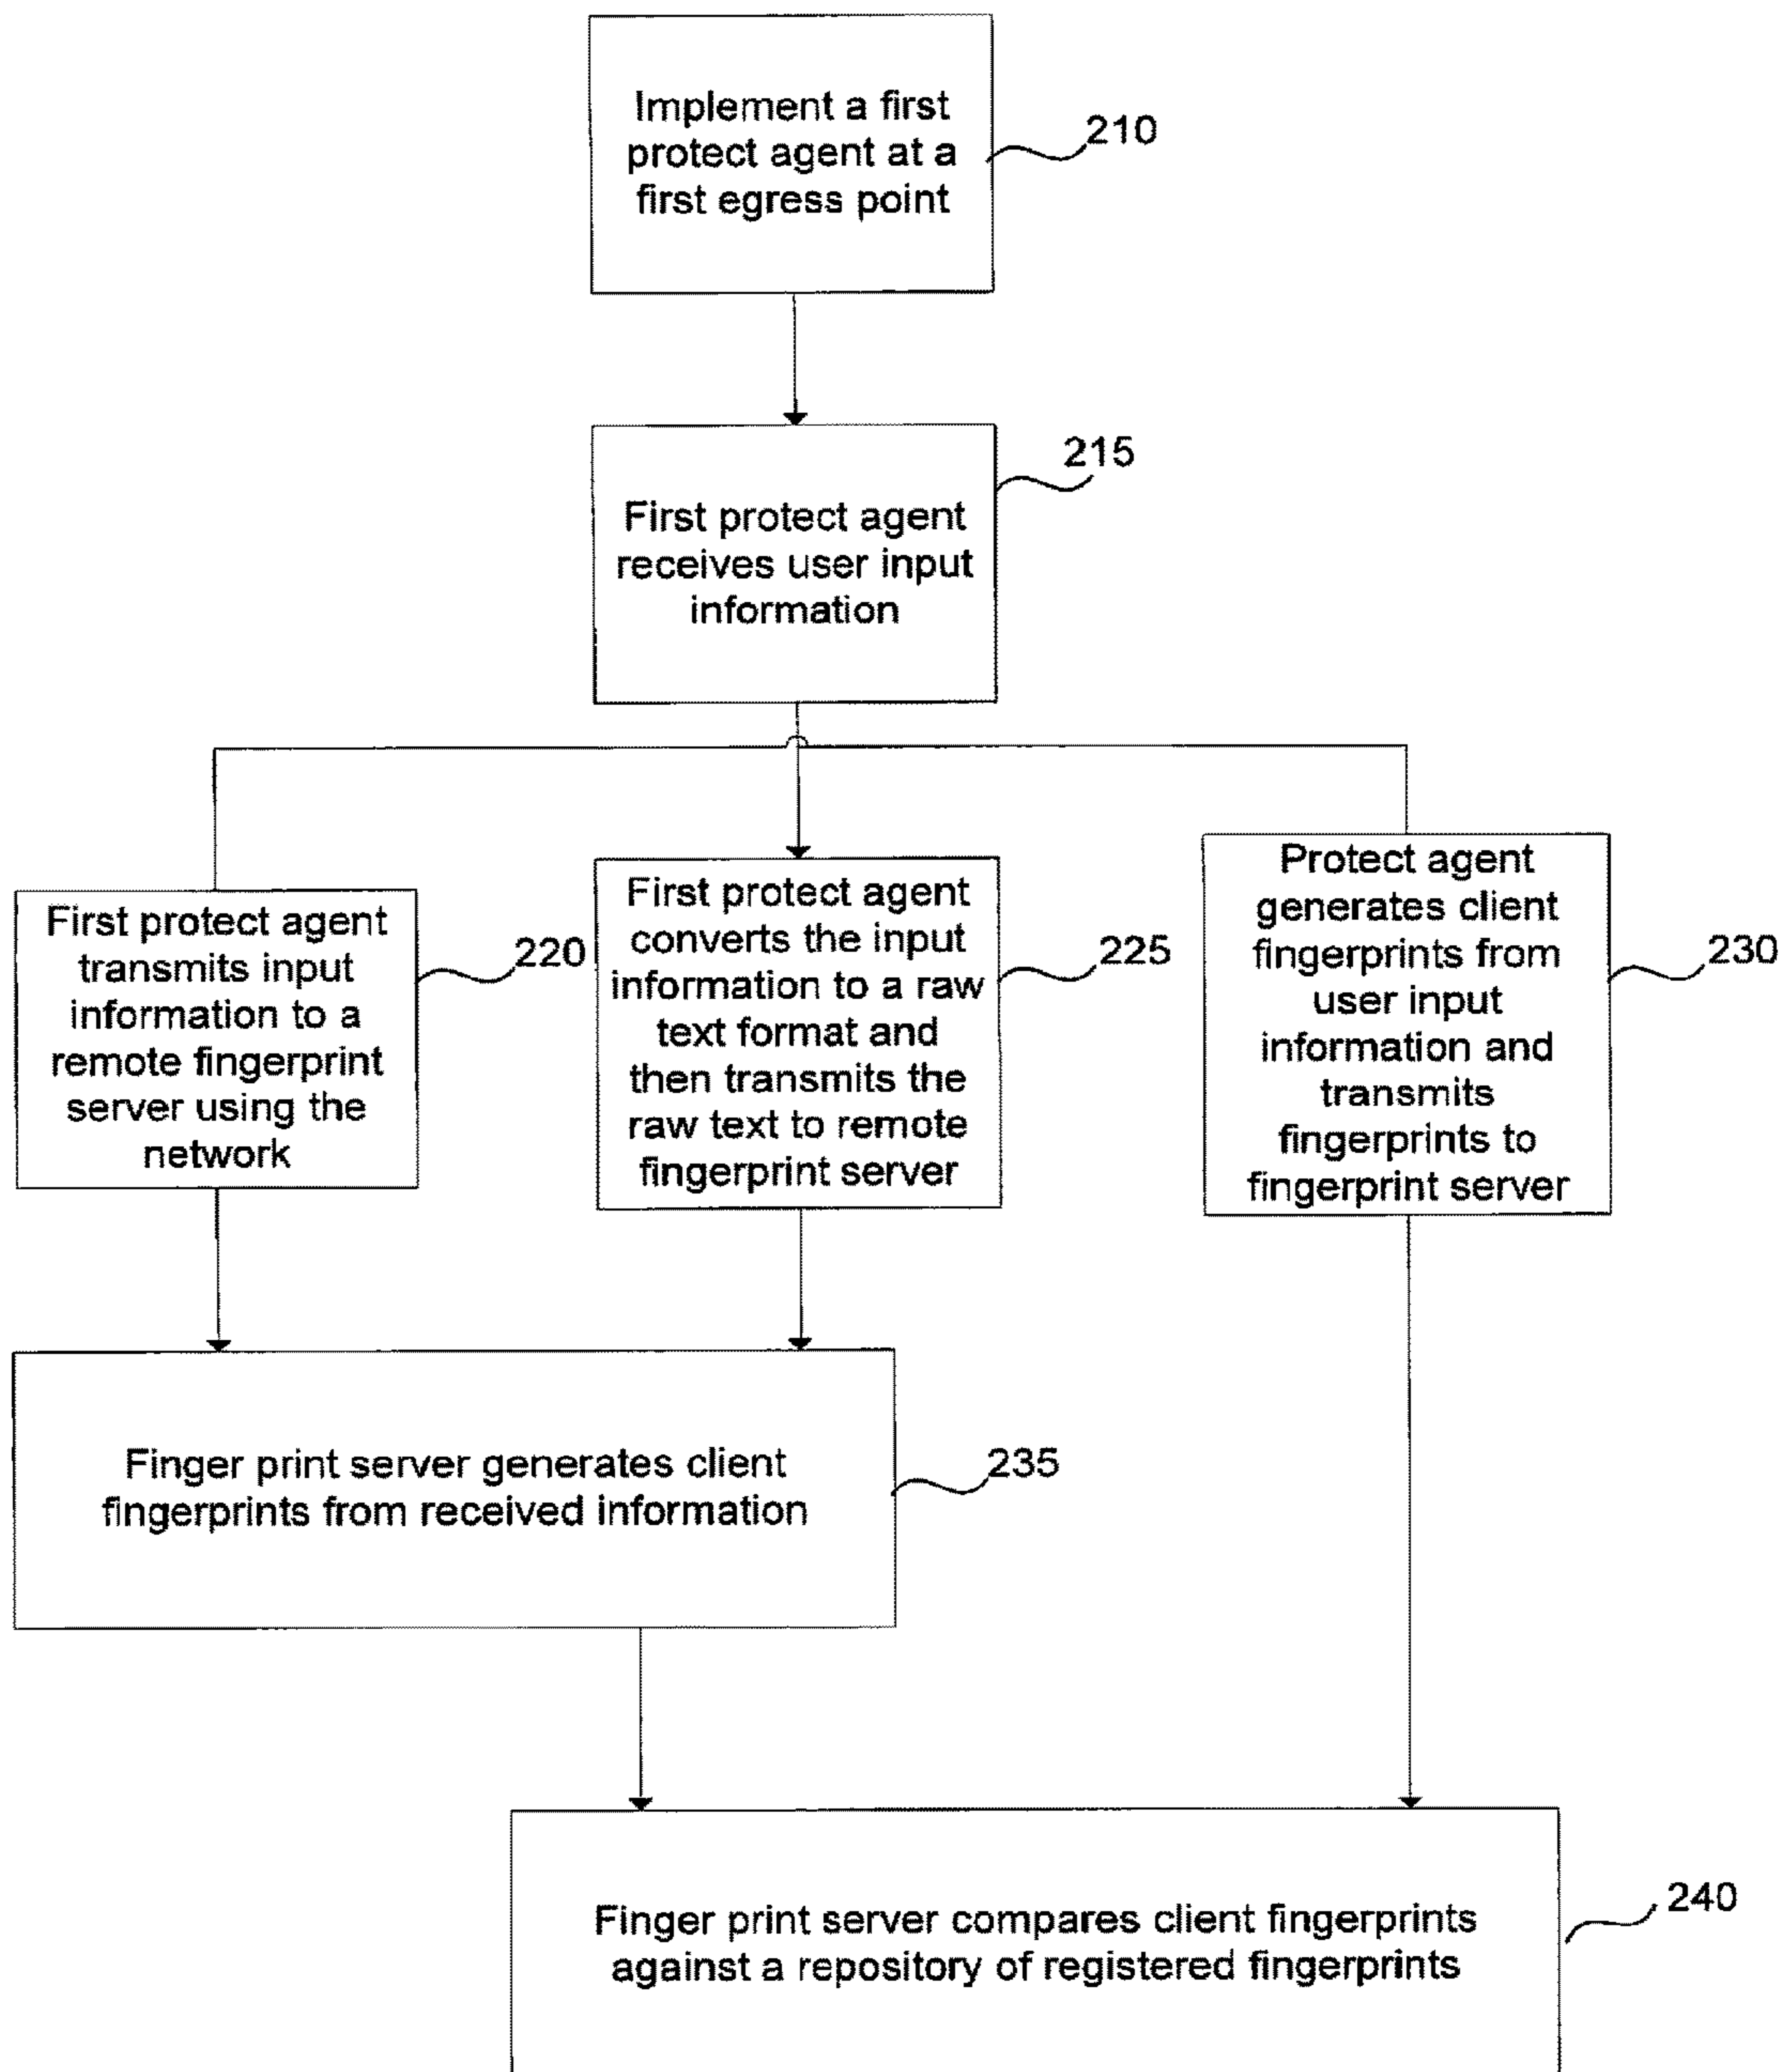 Implement a first
protect agent at a
first egress point
210
First protect agent
receives user input
information
215
First protect agent
transmits input
information to a
remote fingerprint
server using the
network
220
First protect agent
converts the input
information to a raw
text format and
then transmits the
raw text to remote
fingerprint server
225
Protect agent
generates client
fingerprints from
user input
information and
transmits
fingerprints to
fingerprint server
230
Finger print server generates client
fingerprints from received information
235
Finger print server compares client fingerprints
against a repository of registered fingerprints
240